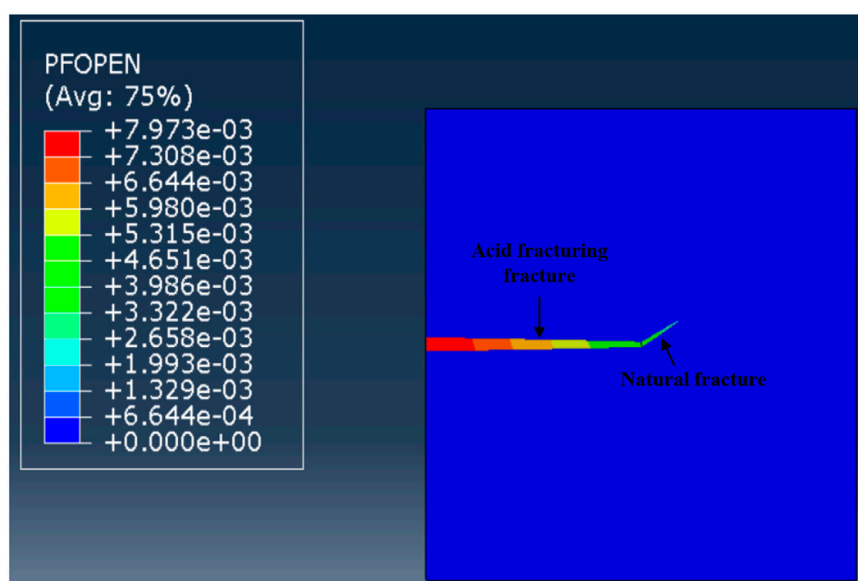 PFOPEN
(Avg: 75%)
+7.973e-03
+7.308e-03
+6.644e-03
+5.980e-03
+5.315e-03
+4.651e-03
+3.986e-03
+3.322e-03
+2.658e-03
+1.993e-03
+1.329e-03
+6.644e-04
+0.000e+00
Acid fracturing
fracture
Natural fracture